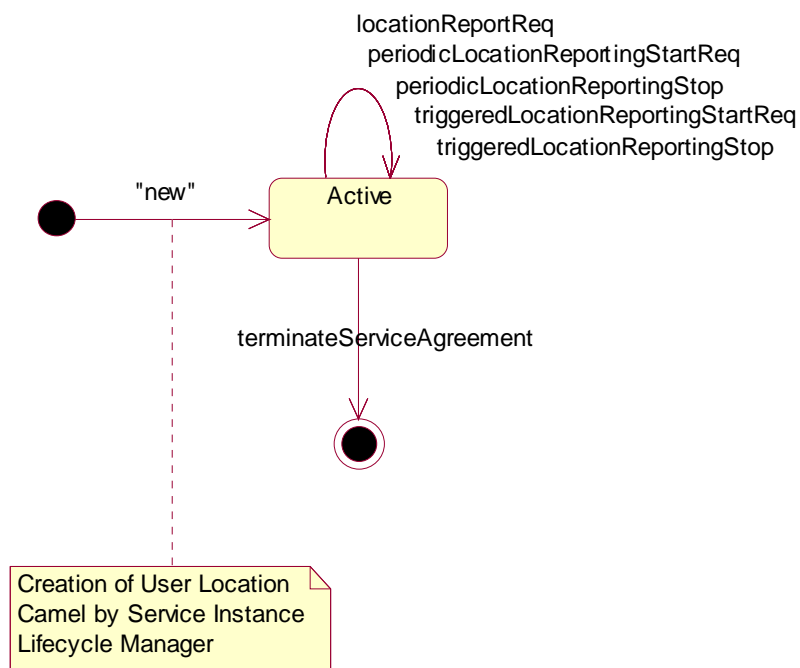 locationReportReq
periodicLocationReportingStartReq
periodicLocationReportingStop
triggeredLocationReportingStartReq
triggeredLocationReportingStop
"new"
Active
terminateServiceAgreement
Creation of User Location
Camel by Service Instance
Lifecycle Manager